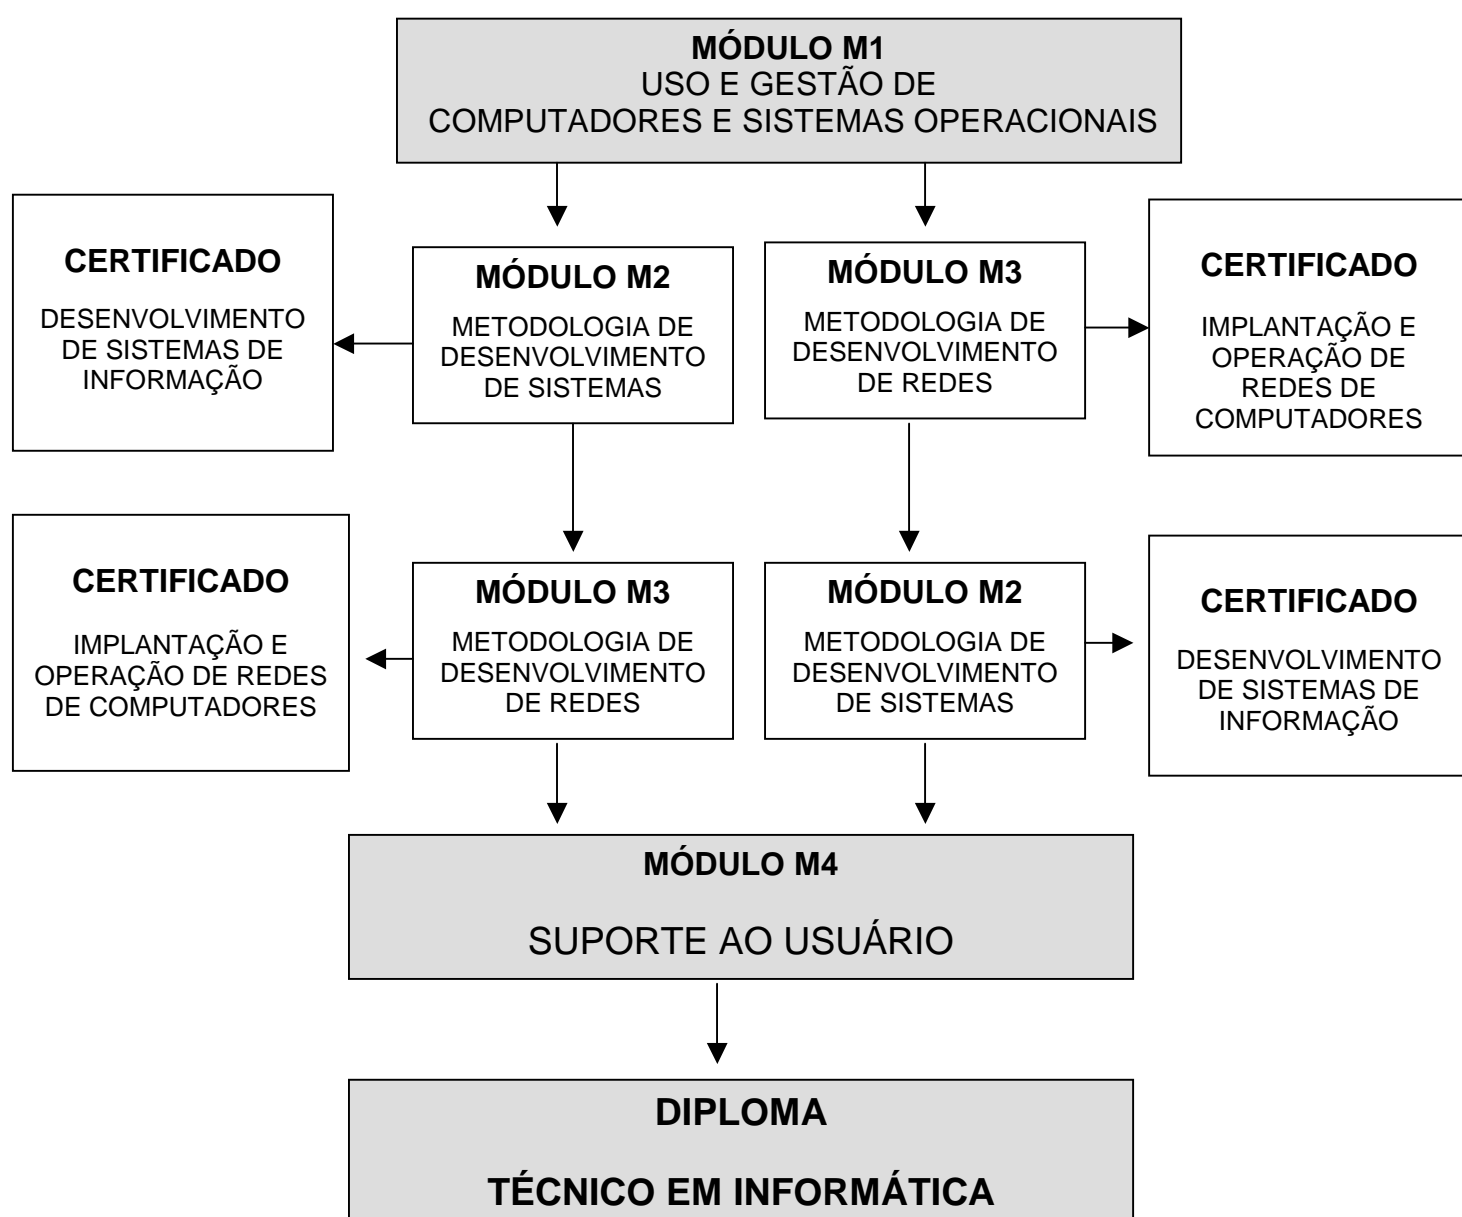 MÓDULO M1
USO E GESTÃO DE
COMPUTADORES E SISTEMAS OPERACIONAIS
CERTIFICADO
DESENVOLVIMENTO
DE SISTEMAS DE
INFORMAÇÃO
MÓDULO M2
METODOLOGIA DE
DESENVOLVIMENTO
DE SISTEMAS
MÓDULO M3
METODOLOGIA DE
DESENVOLVIMENTO
DE REDES
CERTIFICADO
IMPLANTAÇÃO E
OPERAÇÃO DE
REDES DE
COMPUTADORES
CERTIFICADO
IMPLANTAÇÃO E
OPERAÇÃO DE REDES
DE COMPUTADORES
MÓDULO M3
METODOLOGIA DE
DESENVOLVIMENTO
DE REDES
MÓDULO M2
METODOLOGIA DE
DESENVOLVIMENTO
DE SISTEMAS
CERTIFICADO
DESENVOLVIMENTO
DE SISTEMAS DE
INFORMAÇÃO
MÓDULO M4
SUPORTE AO USUÁRIO
DIPLOMA
TÉCNICO EM INFORMÁTICA